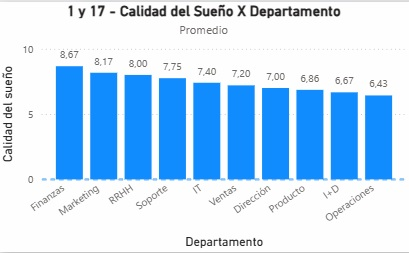 1 y 17 - Calidad del Sueño X Departamento
Promedio
Calidad del sueño
10
5
0
8,67
8,17
8,00
7,75
7,40
7,20
7,00
6,86
6,67
6,43
Finanzas
Marketing
RRHH
Soporte
IT
Ventas
Dirección
Producto
I+D
Operaciones
Departamento